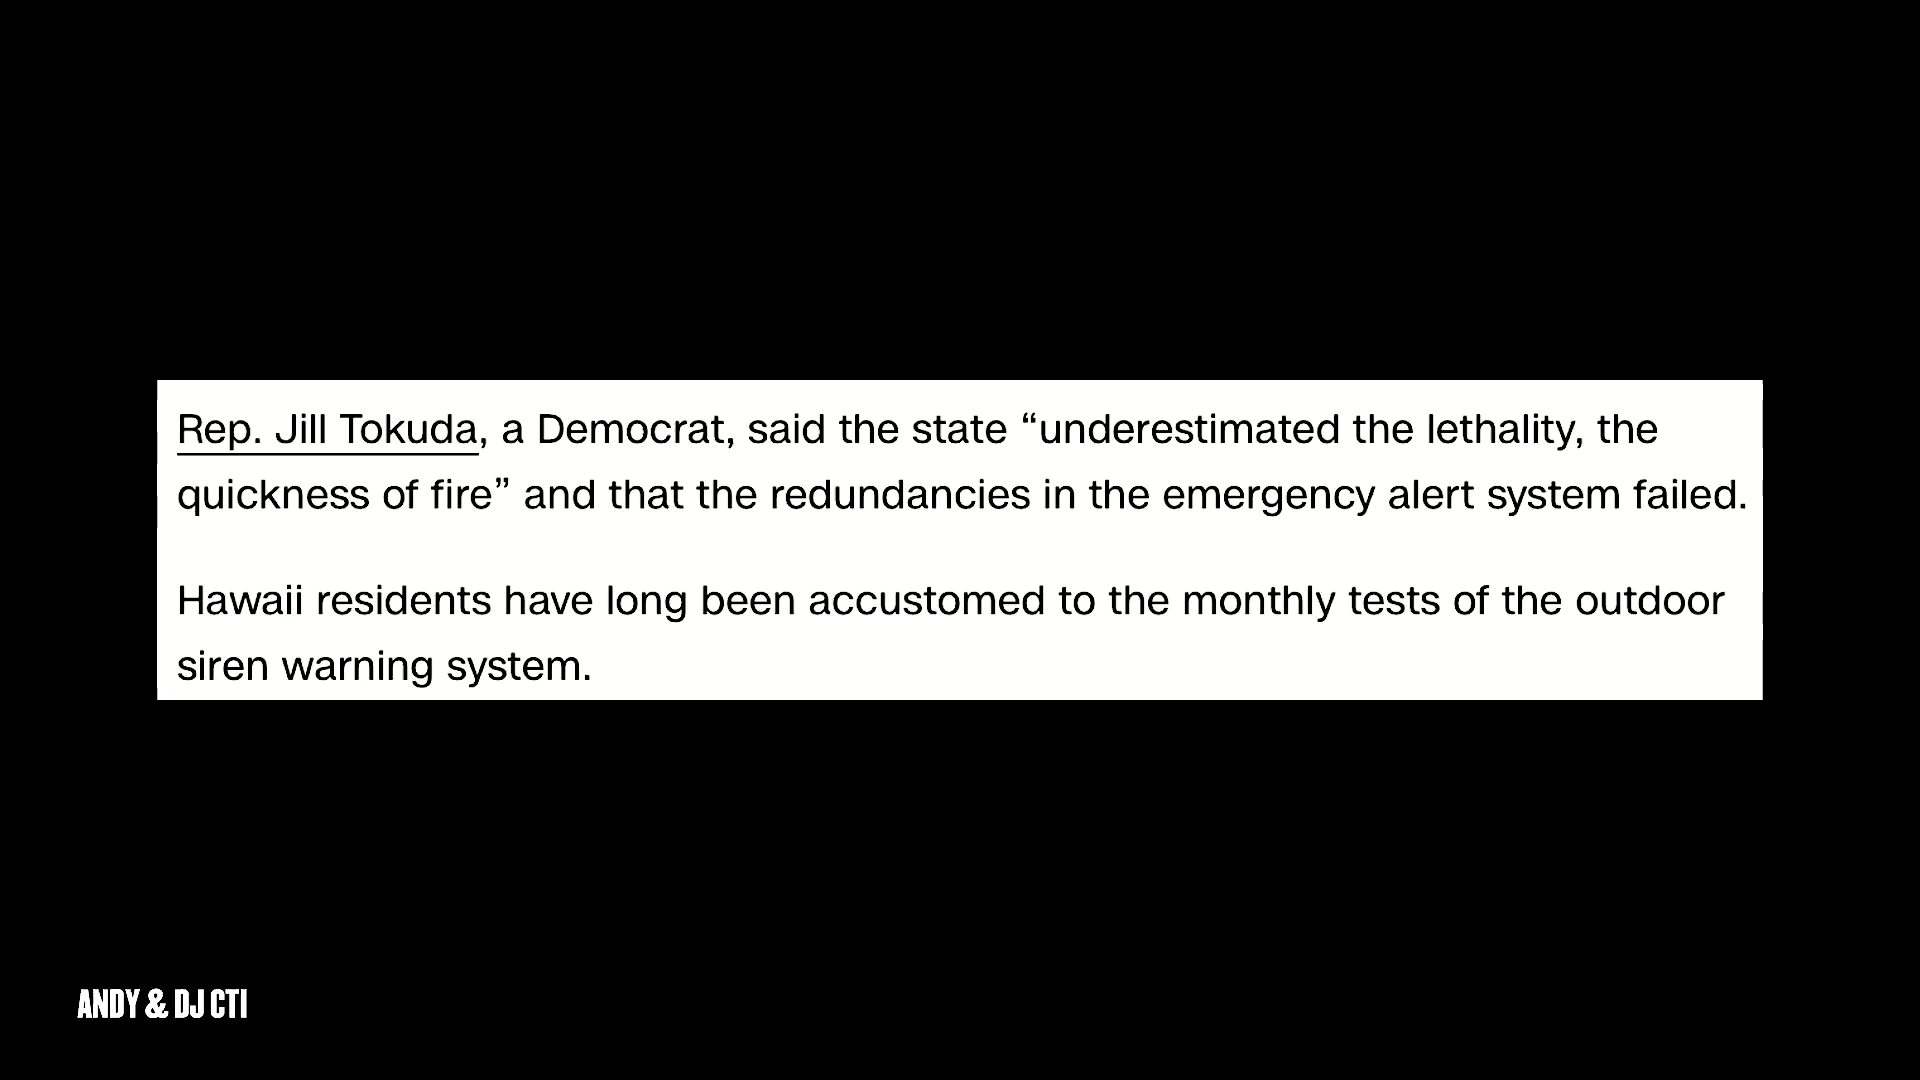 Rep. Jill Tokuda, a Democrat, said the state “underestimated the lethality, the
quickness of fire” and that the redundancies in the emergency alert system failed.
Hawaii residents have long been accustomed to the monthly tests of the outdoor
siren warning system.
ANDY & DJ CTI